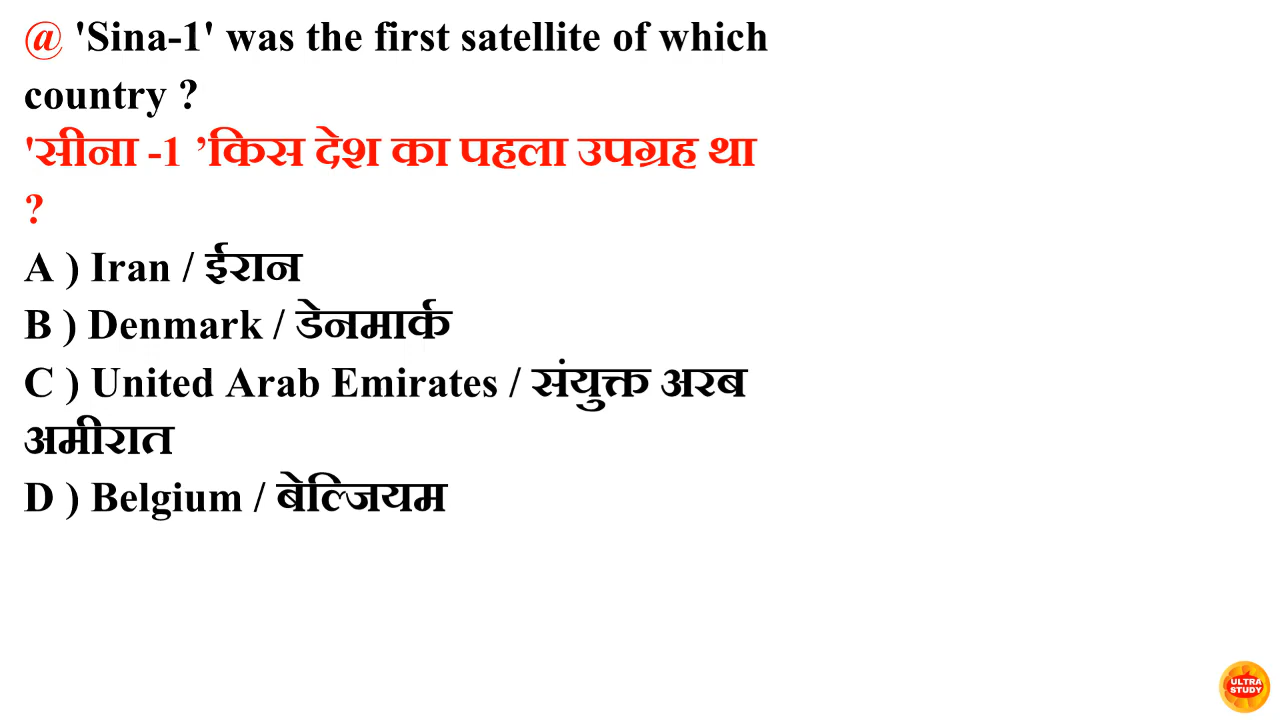 @ 'Sina-1' was the first satellite of which
country ?
'सीना -1 ’किस देश का पहला उपग्रह था
?
A ) Iran / ईरान
B ) Denmark / डेनमार्क
C ) United Arab Emirates / संयुक्त अरब
अमीरात
D ) Belgium / बेल्जियम
ULTRA
STUDY